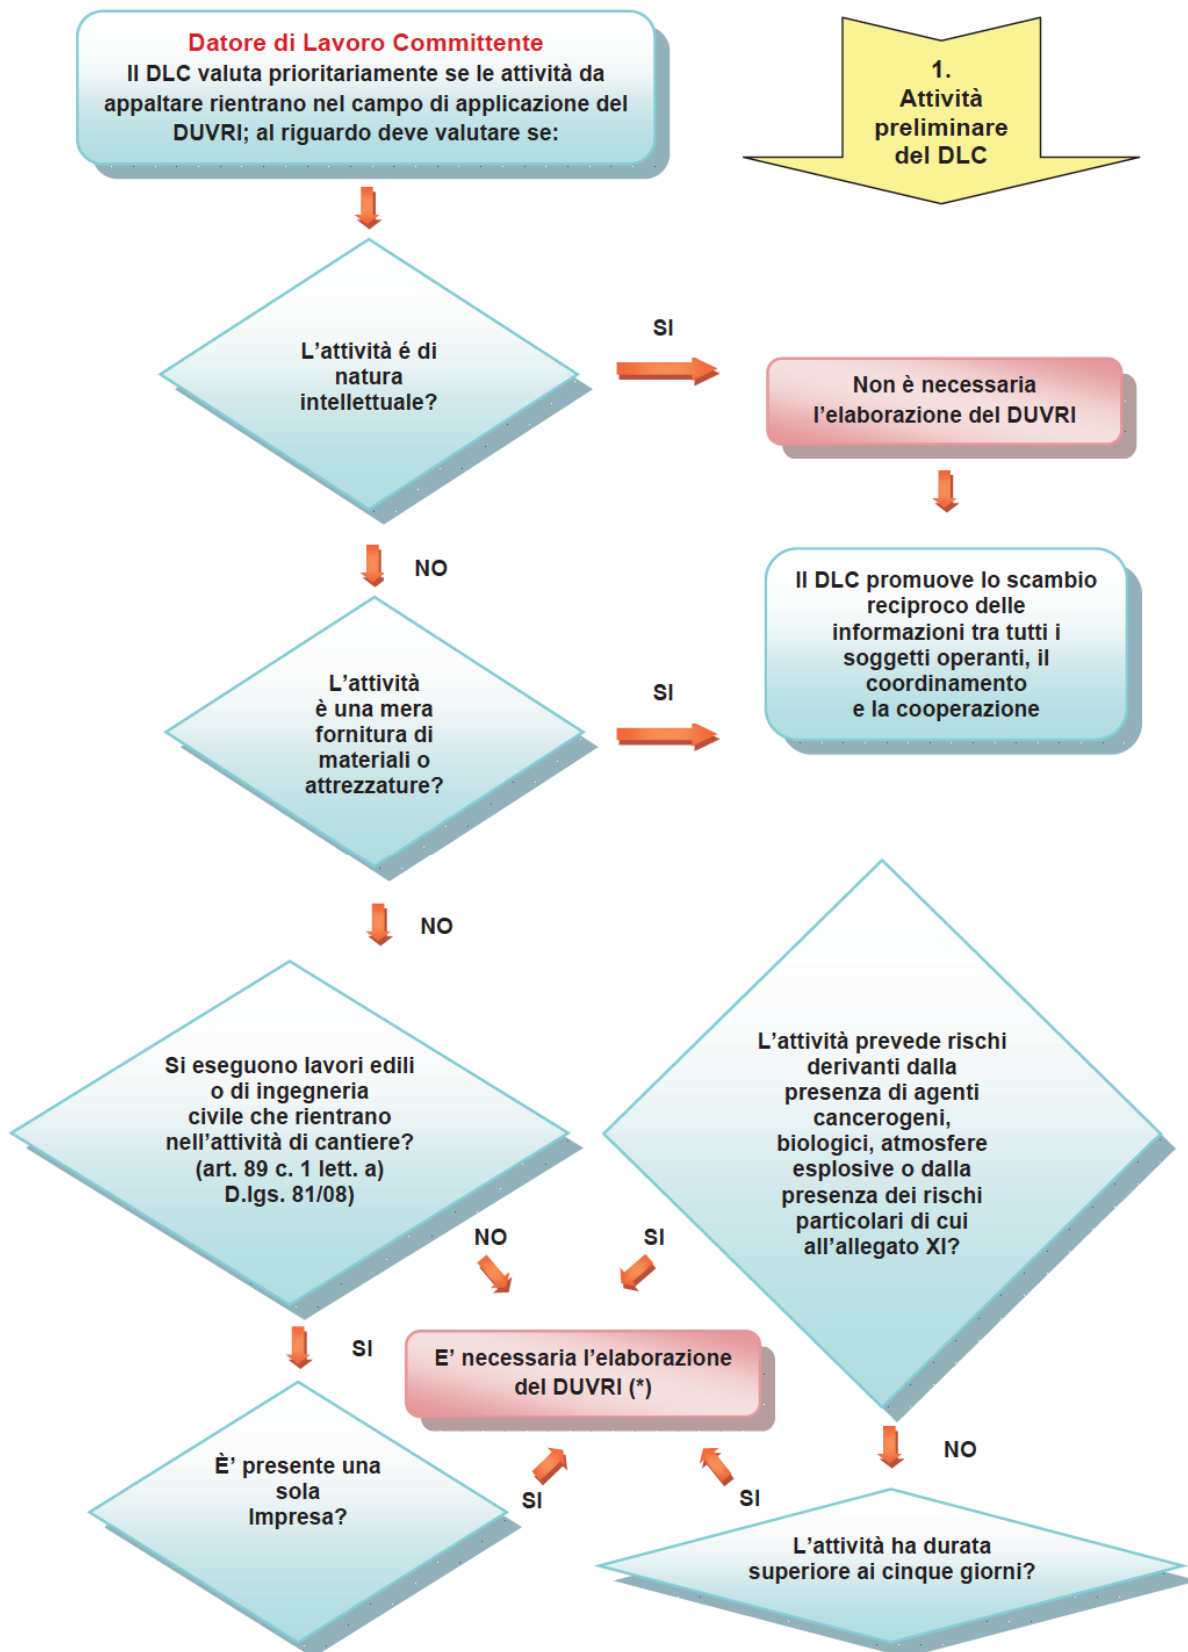 Datore di Lavoro Committente
Il DLC valuta prioritariamente se le attività da
appaltare rientrano nel campo di applicazione del
DUVRI; al riguardo deve valutare se:
1.
Attività
preliminare
del DLC
L'attività é di
natura
intellettuale?
SI
Non è necessaria
l'elaborazione del DUVRI
NO
Il DLC promuove lo scambio
reciproco delle
informazioni tra tutti i
soggetti operanti, il
coordinamento
e la cooperazione
L'attività
è una mera
fornitura di
materiali o
attrezzature?
SI
NO
Si eseguono lavori edili
o di ingegneria
civile che rientrano
nell'attività di cantiere?
(art. 89 c. 1 lett. a)
D.lgs. 81/08)
L'attività prevede rischi
derivanti dalla
presenza di agenti
cancerogeni,
biologici, atmosfere
esplosive o dalla
presenza dei rischi
particolari di cui
all'allegato XI?
NO
SI
SI
E' necessaria l'elaborazione
del DUVRI (*)
NO
È' presente una
sola
Impresa?
SI
SI
L'attività ha durata
superiore ai cinque giorni?